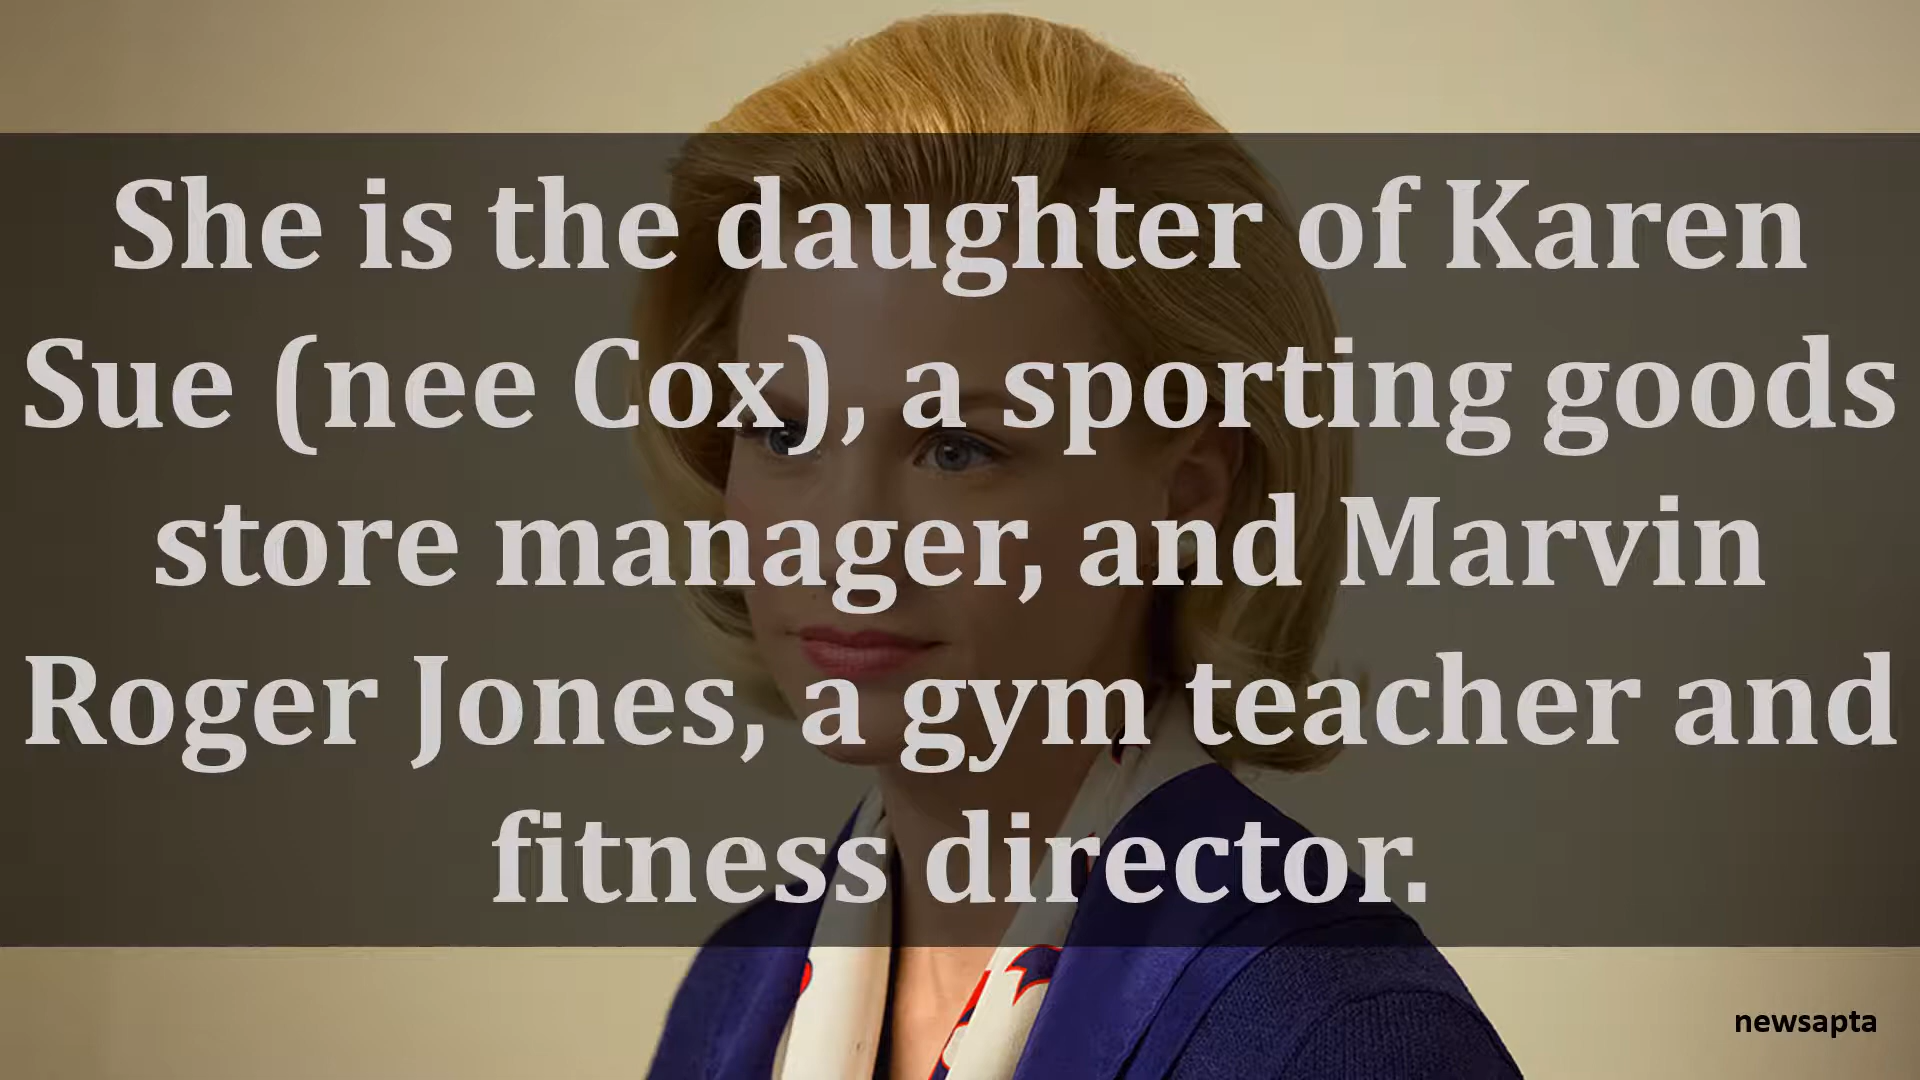 She is the daughter of Karen
Sue (nee Cox), a sporting goods
store manager, and Marvin
Roger Jones, a gym teacher and
fitness director.
newsapta